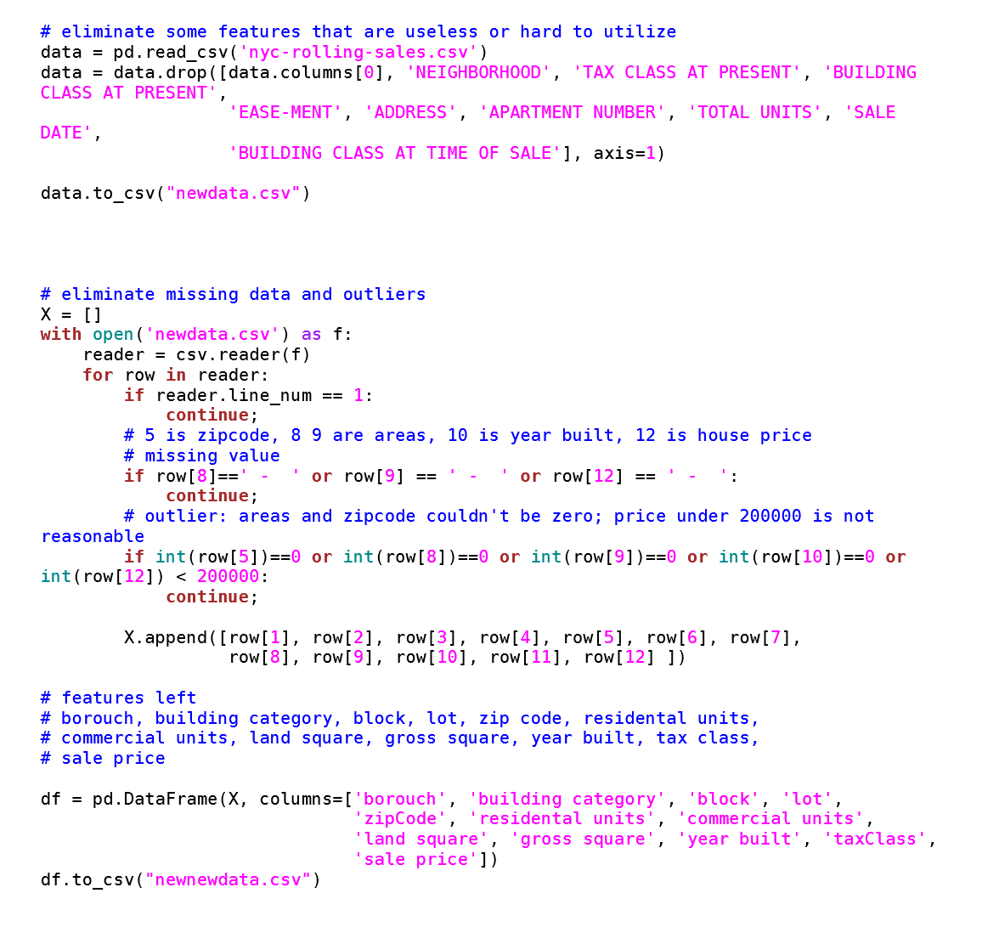 # eliminate some features that are useless or hard to utilize
data = pd.read_csv('nyc-rolling-sales.csv')
data = data.drop([data.columns[0], 'NEIGHBORHOOD', 'TAX CLASS AT PRESENT', 'BUILDING
CLASS AT PRESENT',
                  'EASE-MENT', 'ADDRESS', 'APARTMENT NUMBER', 'TOTAL UNITS', 'SALE
DATE',
                  'BUILDING CLASS AT TIME OF SALE'], axis=1)

data.to_csv("newdata.csv")

# eliminate missing data and outliers
X = []
with open('newdata.csv') as f:
    reader = csv.reader(f)
    for row in reader:
        if reader.line_num == 1:
            continue;
        # 5 is zipcode, 8 9 are areas, 10 is year built, 12 is house price
        # missing value
        if row[8]==' -  ' or row[9] == ' -  ' or row[12] == ' -  ':
            continue;
        # outlier: areas and zipcode couldn't be zero; price under 200000 is not
reasonable
        if int(row[5])==0 or int(row[8])==0 or int(row[9])==0 or int(row[10])==0 or
int(row[12]) < 200000:
            continue;

        X.append([row[1], row[2], row[3], row[4], row[5], row[6], row[7],
                  row[8], row[9], row[10], row[11], row[12] ])

# features left
# borouch, building category, block, lot, zip code, residental units,
# commercial units, land square, gross square, year built, tax class,
# sale price

df = pd.DataFrame(X, columns=['borouch', 'building category', 'block', 'lot',
                              'zipCode', 'residental units', 'commercial units',
                              'land square', 'gross square', 'year built', 'taxClass',
                              'sale price'])
df.to_csv("newnewdata.csv")